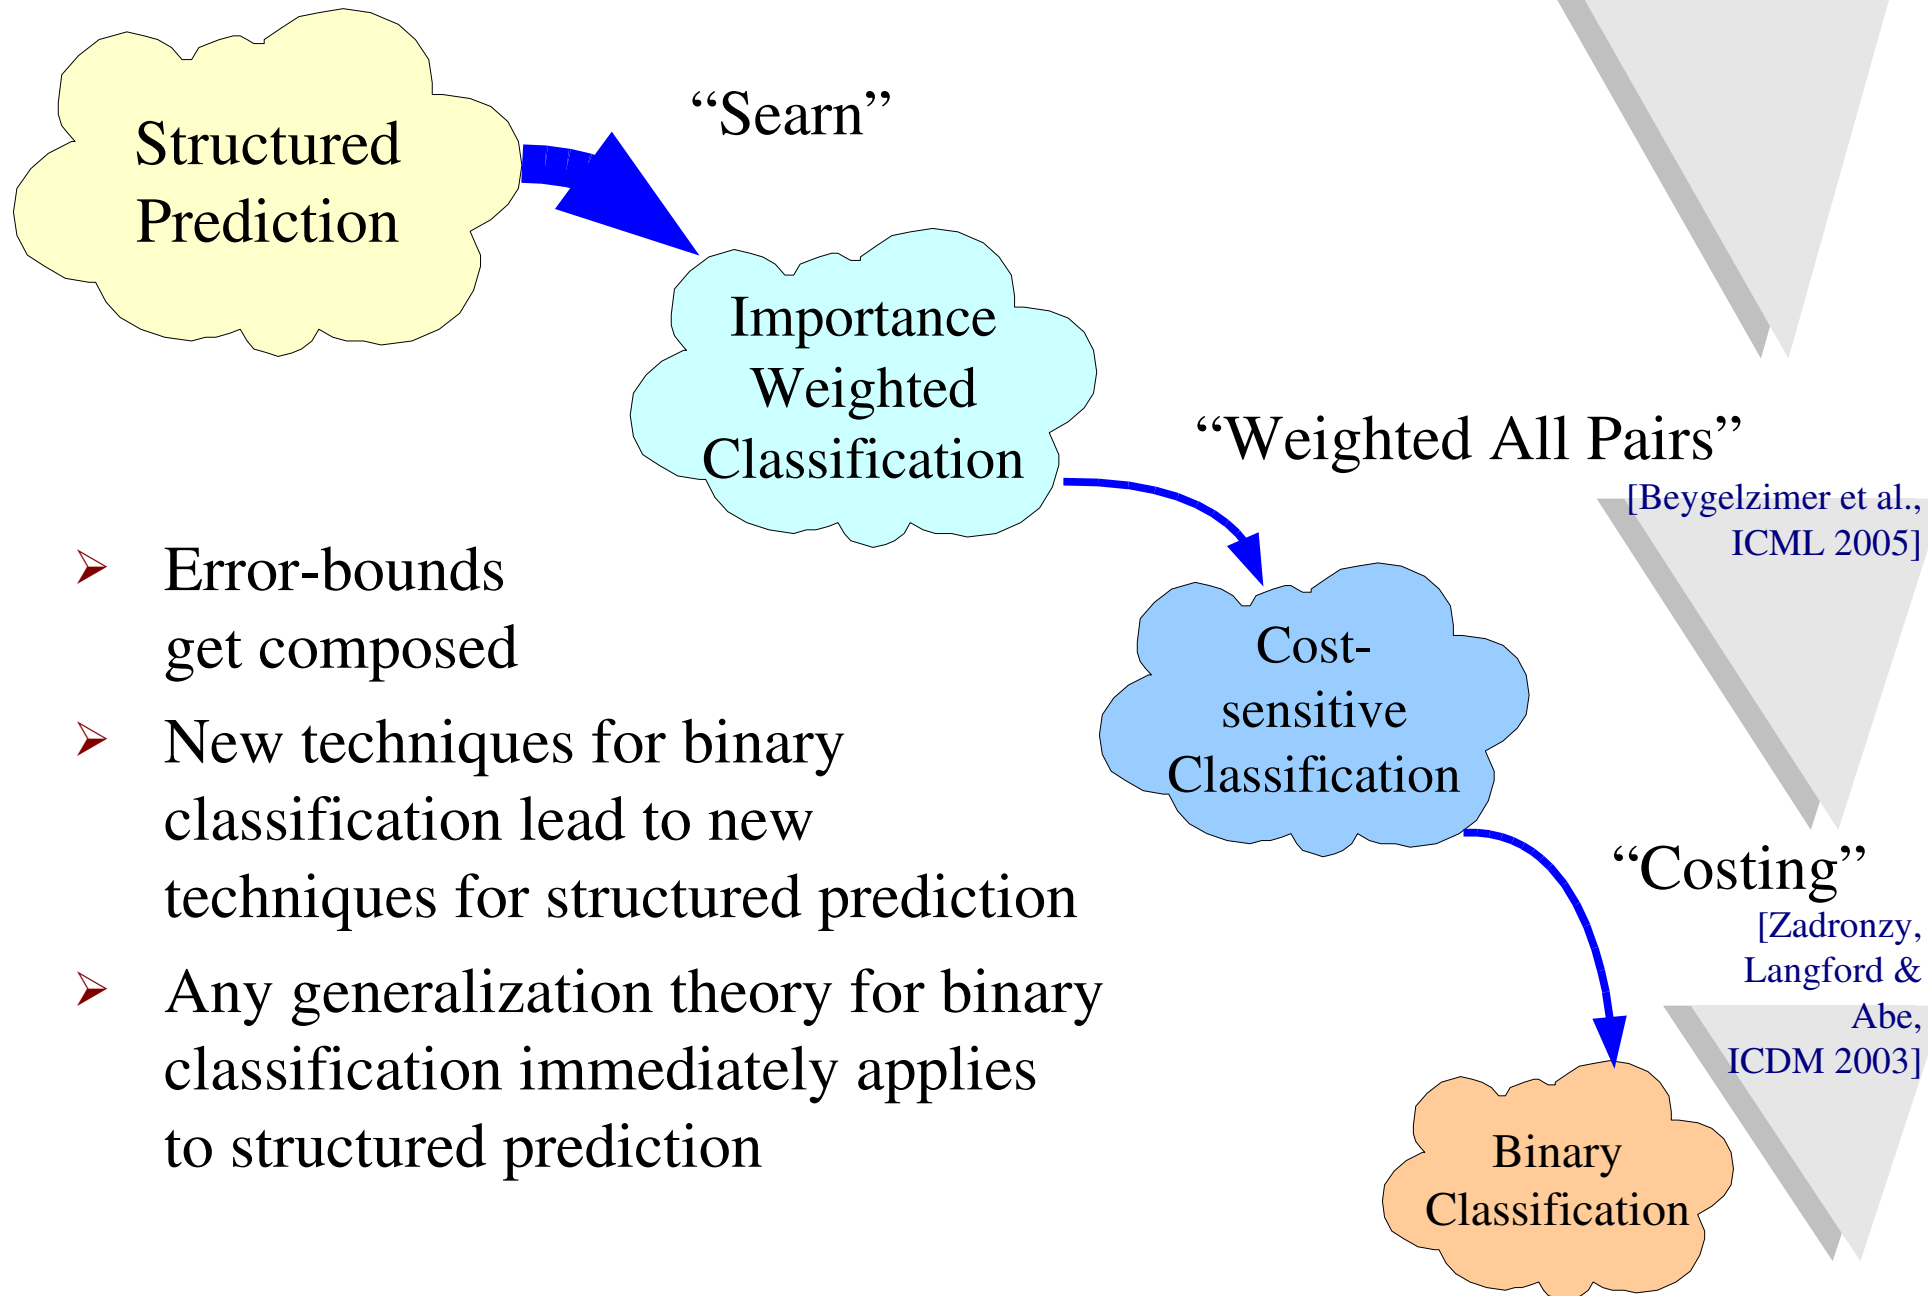 Structured
Prediction
“Searn”
Importance
Weighted
Classification
“Weighted All Pairs”
[Beygelzimer et al.,
ICML 2005]
Cost-
sensitive
Classification
“Costing”
[Zadronzy,
Langford &
Abe,
ICDM 2003]
Binary
Classification
➢ Error-bounds
get composed
➢ New techniques for binary
classification lead to new
techniques for structured prediction
➢ Any generalization theory for binary
classification immediately applies
to structured prediction